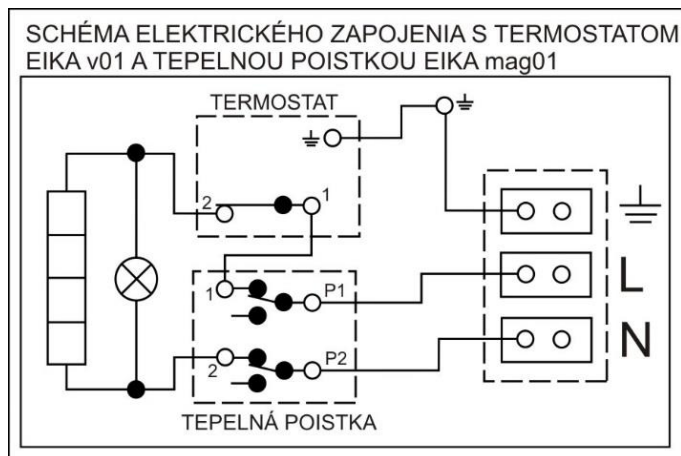 SCHÉMA ELEKTRICKÉHO ZAPOJENIA S TERMOSTATOM
EIKA v01 A TEPELNOU POISTKOU EIKA mag01
TERMOSTAT
2
1
1
P1
L
2
P2
N
TEPELNÁ POISTKA